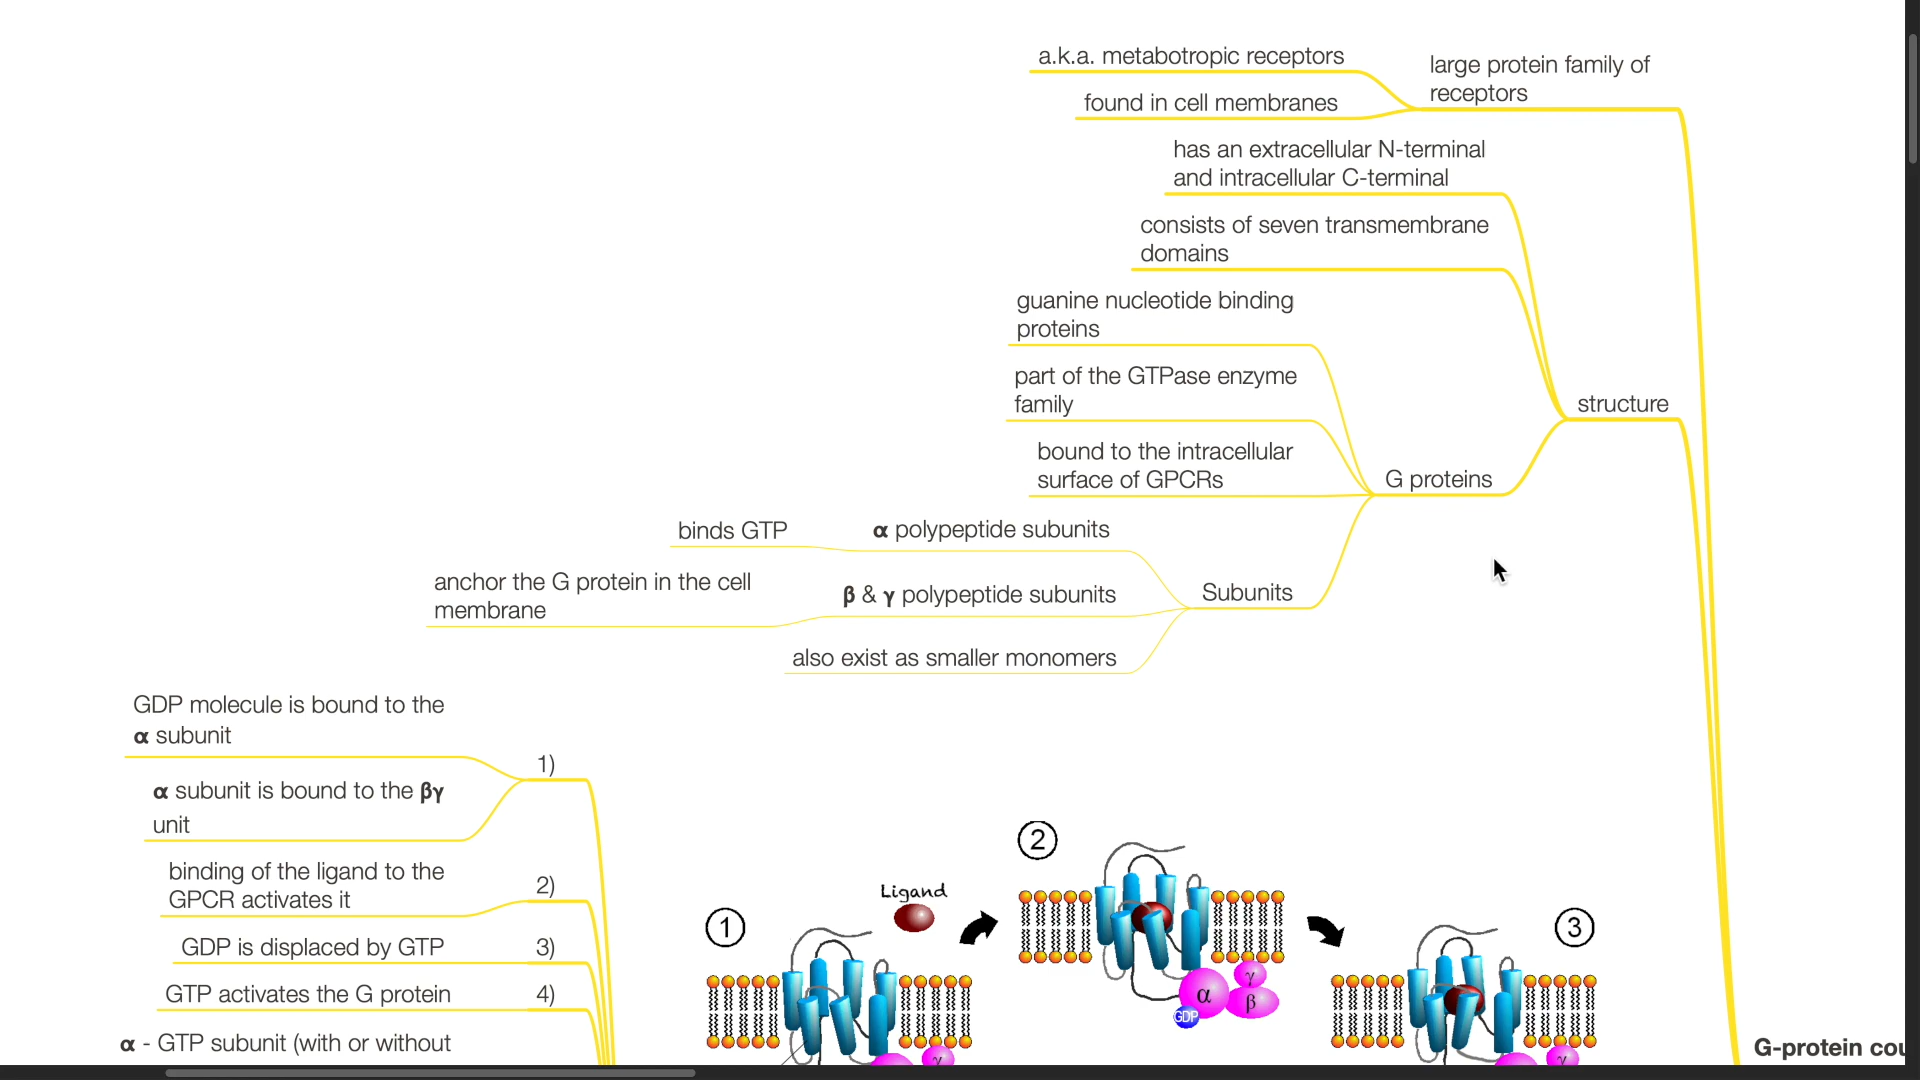 a.k.a. metabotropic receptors
large protein family of
receptors
found in cell membranes
has an extracellular N-terminal
and intracellular C-terminal
consists of seven transmembrane
domains
guanine nucleotide binding
proteins
part of the GTPase enzyme
family
structure
bound to the intracellular
surface of GPCRs
G proteins
binds GTP
α polypeptide subunits
anchor the G protein in the cell
membrane
β & γ polypeptide subunits
Subunits
also exist as smaller monomers
GDP molecule is bound to the
α subunit
1)
α subunit is bound to the βγ
unit
binding of the ligand to the
GPCR activates it
2)
GDP is displaced by GTP
3)
GTP activates the G protein
4)
α - GTP subunit (with or without
1
Ligand
2
α
γ
β
GDP
3
γ
γ
G-protein cou